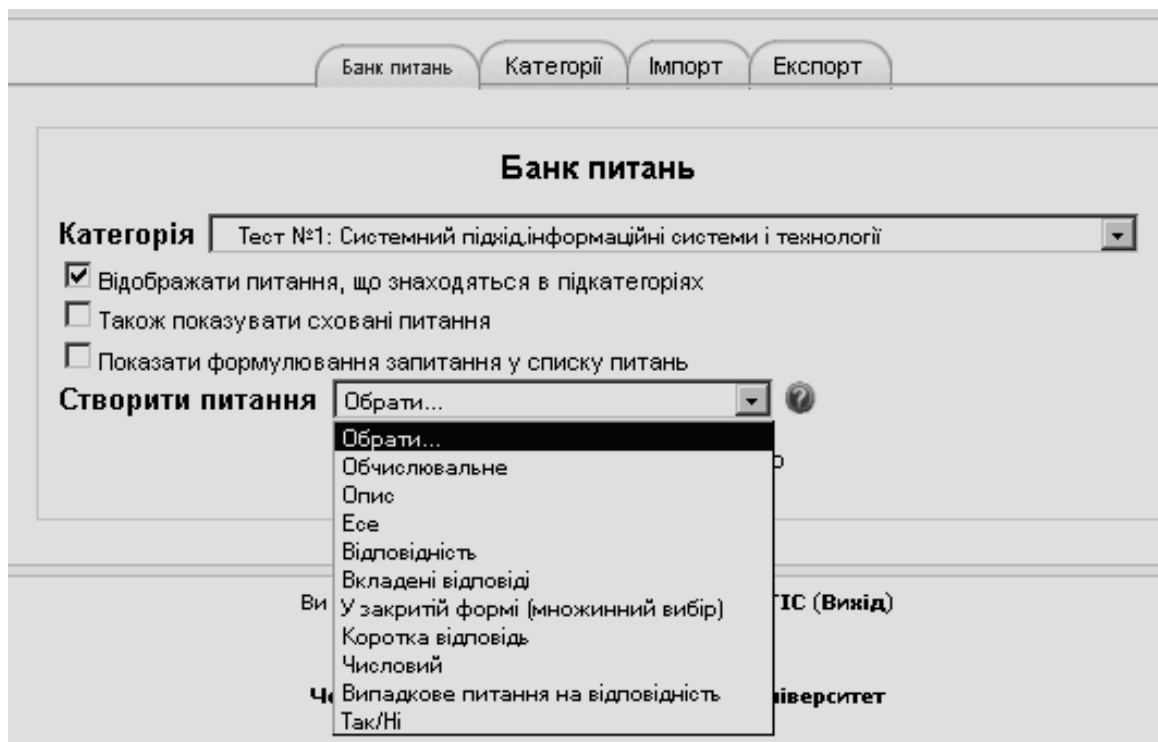 Банк питань Категорії Імпорт Експорт
Банк питань
Категорія Тест №1: Системний підхід,інформаційні системи і технології
Відображати питання, що знаходяться в підкатегоріях
Також показувати сховані питання
Показати формулювання запитання у списку питань
Створити питання Обрати...
Обрати...
Обчислювальне
Опис
Есе
Відповідність
Вкладені відповіді
Ви У закритій формі (множинний вибір) ГІС (Вихід)
Коротка відповідь
Числовий
Випадкове питання на відповідність
Так/Ні